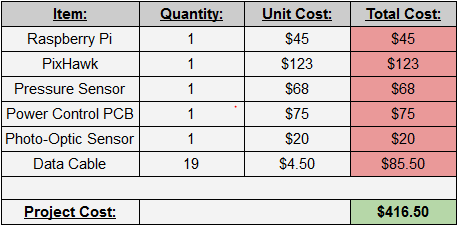 Item: Quantity: Unit Cost: Total Cost:
Raspberry Pi 1 $45 $45
PixHawk 1 $123 $123
Pressure Sensor 1 $68 $68
Power Control PCB 1 $75 $75
Photo-Optic Sensor 1 $20 $20
Data Cable 19 $4.50 $85.50
Project Cost: $416.50